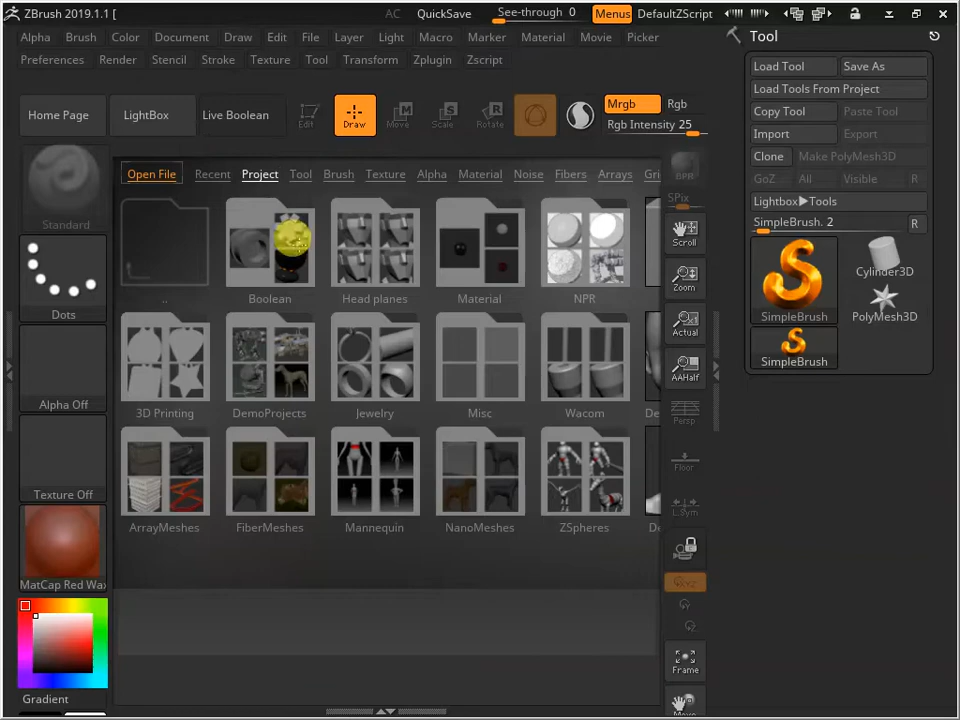 ZBrush 2019.1.1 [ AC QuickSave See-through 0 Menus DefaultZScript
Alpha Brush Color Document Draw Edit File Layer Light Macro Marker Material Movie Picker
Preferences Render Stencil Stroke Texture Tool Transform Zplugin Zscript
Home Page LightBox Live Boolean Edit Draw Move Scale Rotate
Mrgb Rgb
Rgb Intensity 25
Standard
Dots
Alpha Off
Texture Off
MatCap Red Wax
Gradient
Open File Recent Project Tool Brush Texture Alpha Material Noise Fibers Arrays Gri
.. Boolean Head planes Material NPR
3D Printing DemoProjects Jewelry Misc Wacom De
ArrayMeshes FiberMeshes Mannequin NanoMeshes ZSpheres De
BPR
SPix
Scroll
Zoom
Actual
AAHalf
Persp
Floor
L.Sym
Frame
Move
Tool
Load Tool Save As
Load Tools From Project
Copy Tool Paste Tool
Import Export
Clone Make PolyMesh3D
GoZ All Visible R
Lightbox▶Tools
SimpleBrush. 2 R
SimpleBrush
Cylinder3D
PolyMesh3D
SimpleBrush